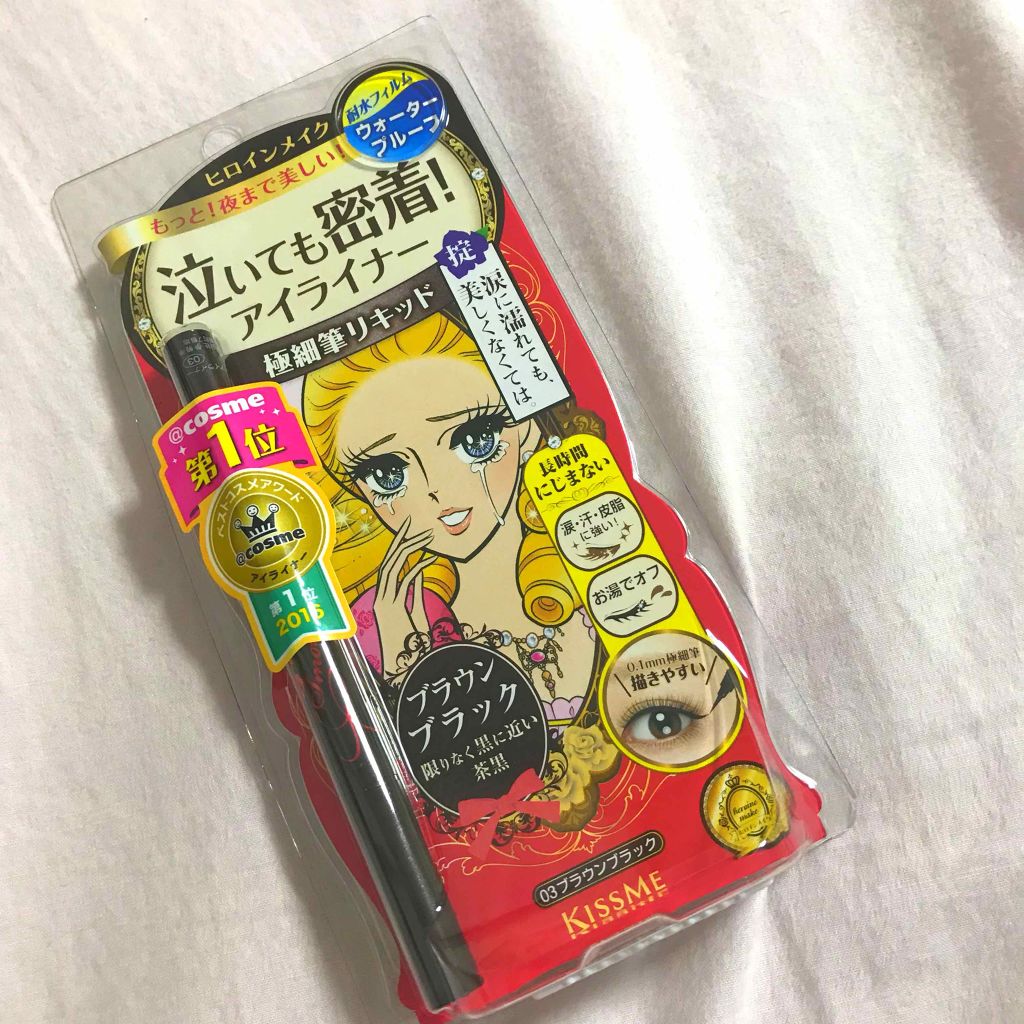 耐水フィルム
ウォーター
プルーフ
ヒロインメイク
もっと!夜まで美しい!
泣いても密着!
アイライナー
極細筆リキッド
掟
涙に濡れても、
美しくなくては。
03
@cosme
第1位
ベストコスメアワード
@cosme
アイライナー
第1位
2016
長時間
にじまない
涙・汗・皮脂
に強い!
お湯でオフ
0.1mm極細筆
描きやすい
ブラウン
ブラック
限りなく黒に近い
茶黒
heroine
make
03ブラウンブラック
KISSME